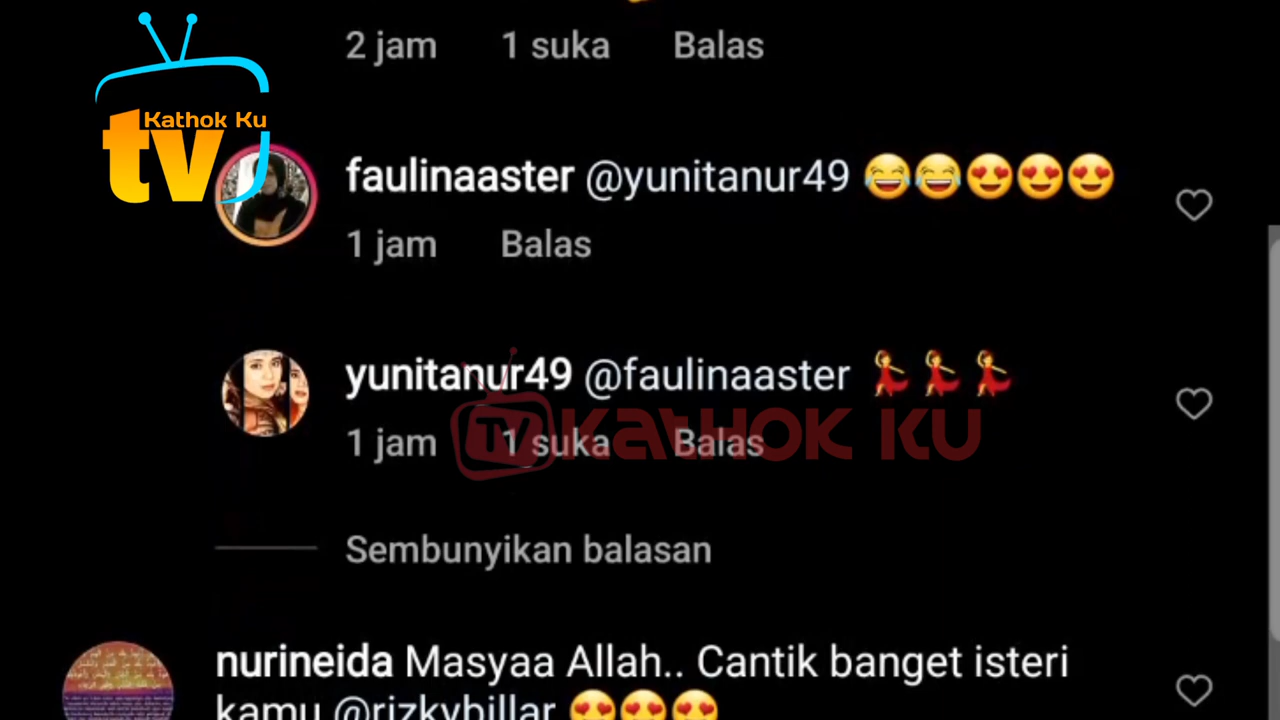 2 jam 1 suka Balas
Kathok Ku
tv
faulinaaster @yunitanur49 😂😂😍😍😍
1 jam Balas
yunitanur49 @faulinaaster 💃💃💃
TV KATHOK KU
1 jam 1 suka Balas
Sembunyikan balasan
nurineida Masyaa Allah.. Cantik banget isteri
kamu @rizkybillar 😍😍😍